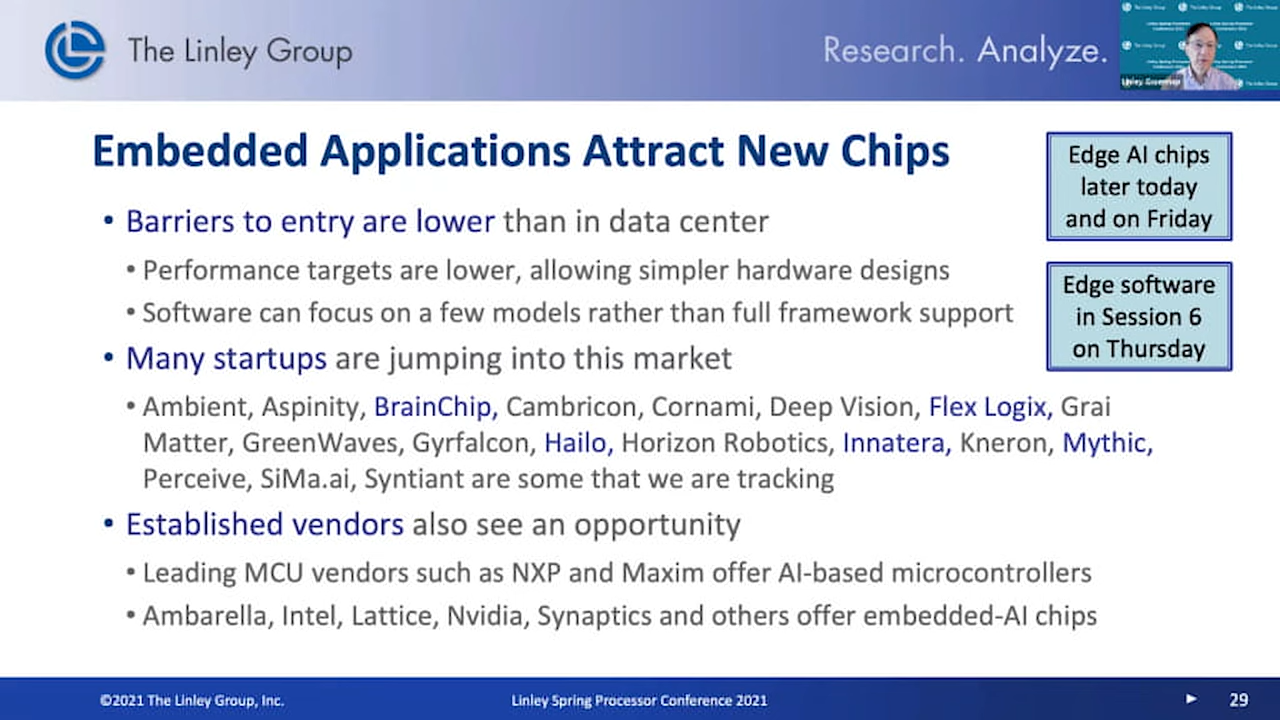 The Linley Group
Research. Analyze.
Linley Gwennap
Embedded Applications Attract New Chips
Edge AI chips
later today
and on Friday
• Barriers to entry are lower than in data center
• Performance targets are lower, allowing simpler hardware designs
• Software can focus on a few models rather than full framework support
Edge software
in Session 6
on Thursday
• Many startups are jumping into this market
• Ambient, Aspinity, BrainChip, Cambricon, Cornami, Deep Vision, Flex Logix, Grai
Matter, GreenWaves, Gyrfalcon, Hailo, Horizon Robotics, Innatera, Kneron, Mythic,
Perceive, SiMa.ai, Syntiant are some that we are tracking
• Established vendors also see an opportunity
• Leading MCU vendors such as NXP and Maxim offer AI-based microcontrollers
• Ambarella, Intel, Lattice, Nvidia, Synaptics and others offer embedded-AI chips
©2021 The Linley Group, Inc.
Linley Spring Processor Conference 2021
29